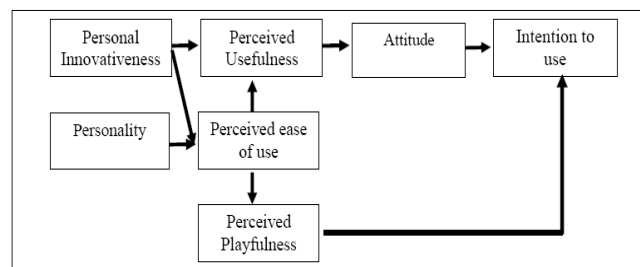 Personal
Innovativeness
Perceived
Usefulness
Attitude
Intention to
use
Personality
Perceived ease
of use
Perceived
Playfulness